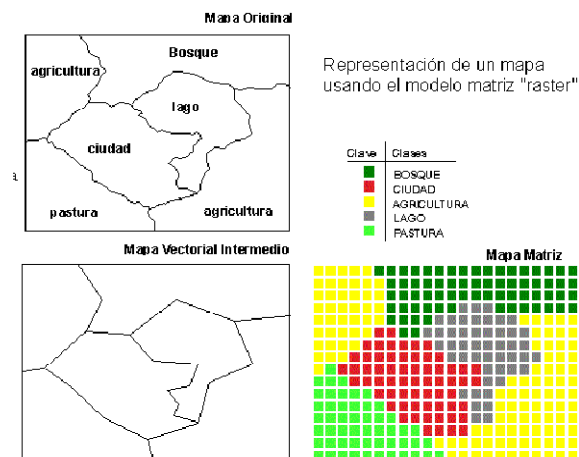 Mapa Original
Bosque
agricultura
lago
ciudad
pastura
agricultura
Representación de un mapa
usando el modelo matriz "raster"
Clave Clases
BOSQUE
CIUDAD
AGRICULTURA
LAGO
PASTURA
Mapa Vectorial Intermedio
Mapa Matriz